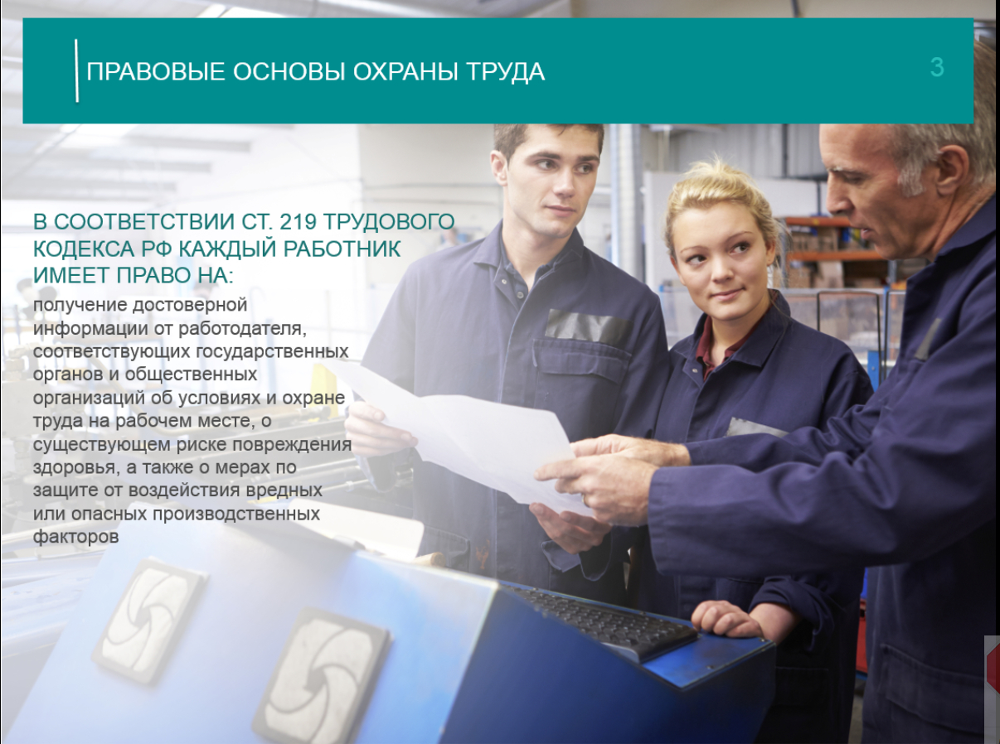 ПРАВОВЫЕ ОСНОВЫ ОХРАНЫ ТРУДА
3
В СООТВЕТСТВИИ СТ. 219 ТРУДОВОГО
КОДЕКСА РФ КАЖДЫЙ РАБОТНИК
ИМЕЕТ ПРАВО НА:
получение достоверной
информации от работодателя,
соответствующих государственных
органов и общественных
организаций об условиях и охране
труда на рабочем месте, о
существующем риске повреждения
здоровья, а также о мерах по
защите от воздействия вредных
или опасных производственных
факторов